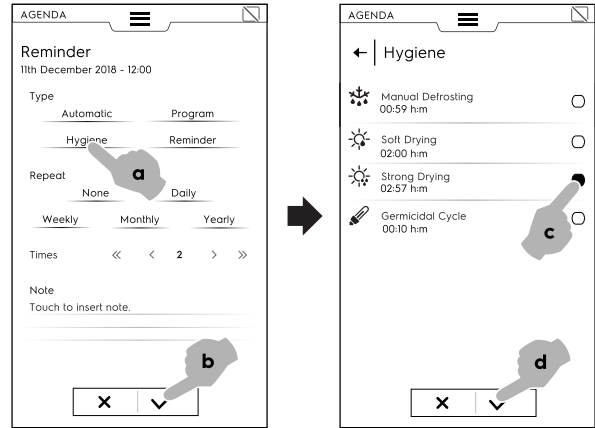 AGENDA
Reminder
11th December 2018 - 12:00
Type
Automatic Program
Hygiene Reminder
a
Repeat
None Daily
Weekly Monthly Yearly
Times << < 2 > >>
Note
Touch to insert note.
b
AGENDA
Hygiene
Manual Defrosting
00:59 h:m
Soft Drying
02:00 h:m
Strong Drying
02:57 h:m
Germicidal Cycle
00:10 h:m
c
d